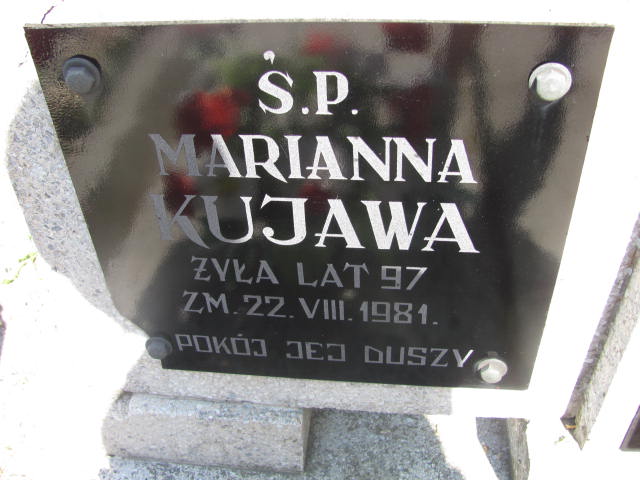 Ś.P.
MARIANNA
KUJAWA
ŻYŁA LAT 97
ZM. 22. VIII. 1981.
POKÓJ JEJ DUSZY